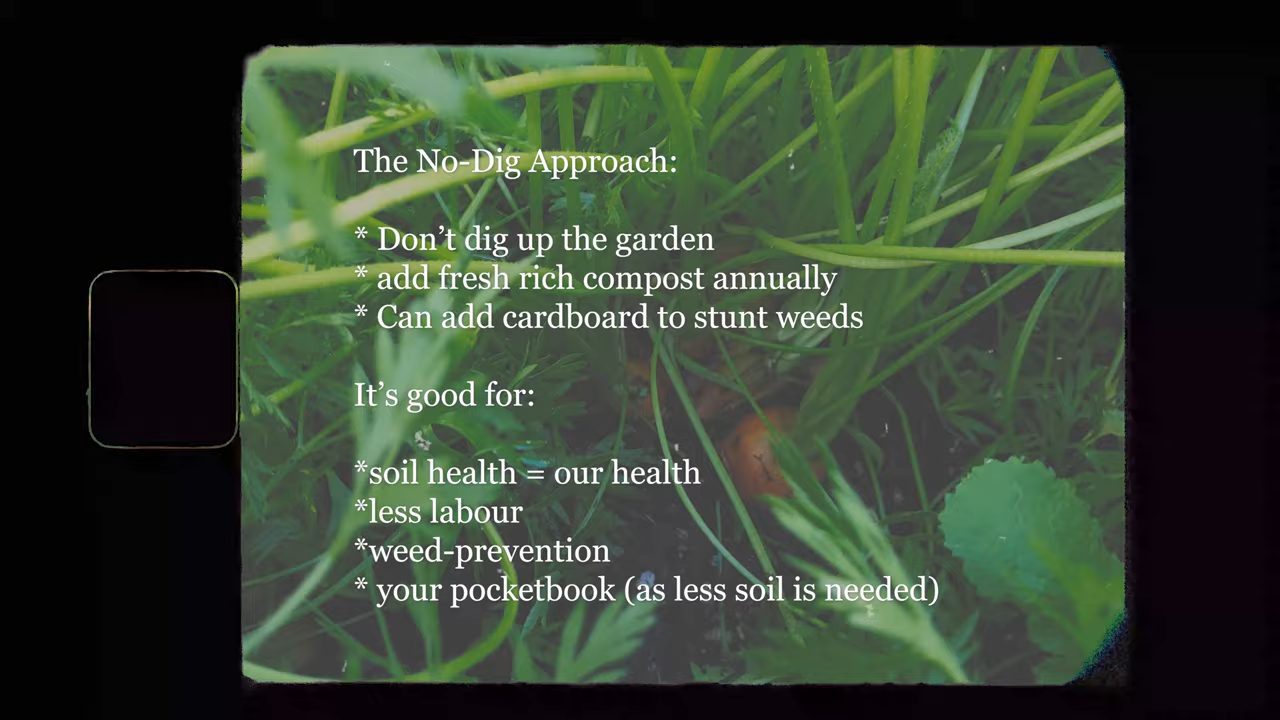 The No-Dig Approach:
* Don’t dig up the garden
* add fresh rich compost annually
* Can add cardboard to stunt weeds
It’s good for:
*soil health = our health
*less labour
*weed-prevention
* your pocketbook (as less soil is needed)